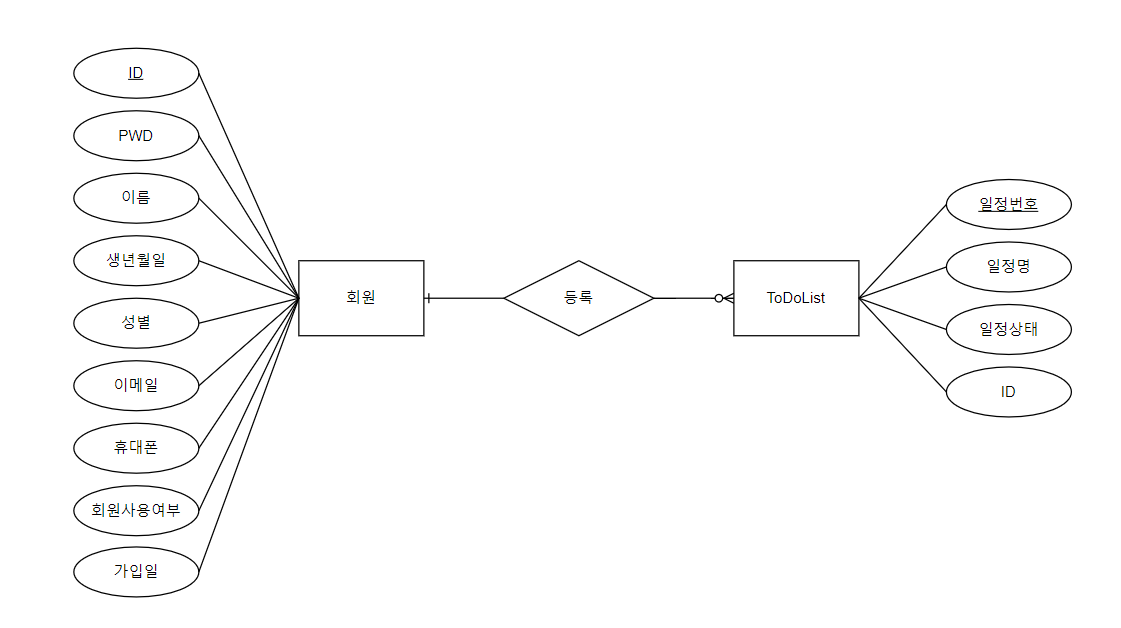 ID
PWD
이름
생년월일
성별
이메일
휴대폰
회원사용여부
가입일
회원
등록
ToDoList
일정번호
일정명
일정상태
ID